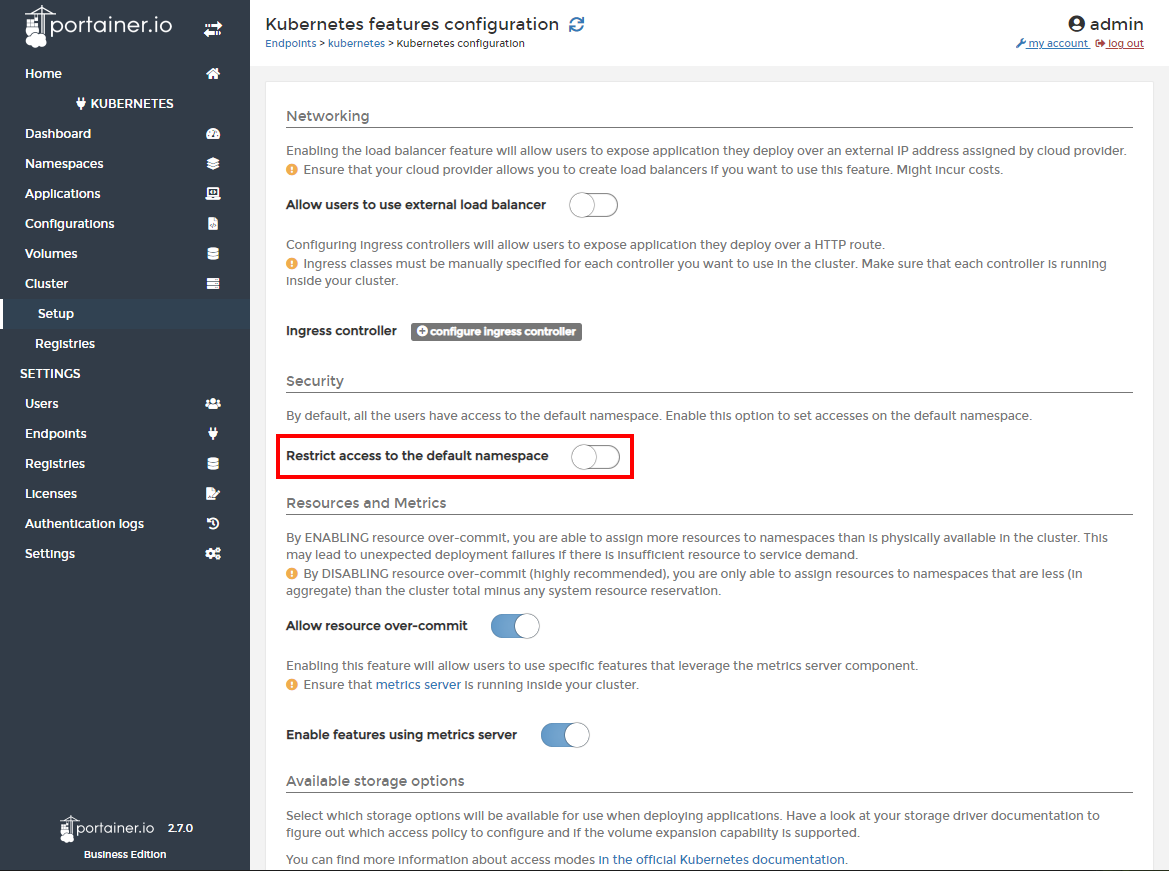 portainer.io
Home
KUBERNETES
Dashboard
Namespaces
Applications
Configurations
Volumes
Cluster
Setup
Registries
SETTINGS
Users
Endpoints
Registries
Licenses
Authentication logs
Settings
portainer.io 2.7.0
Business Edition
Kubernetes features configuration
Endpoints > kubernetes > Kubernetes configuration
admin
my account log out
Networking
Enabling the load balancer feature will allow users to expose application they deploy over an external IP address assigned by cloud provider.
Ensure that your cloud provider allows you to create load balancers if you want to use this feature. Might incur costs.
Allow users to use external load balancer
Configuring ingress controllers will allow users to expose application they deploy over a HTTP route.
Ingress classes must be manually specified for each controller you want to use in the cluster. Make sure that each controller is running
inside your cluster.
Ingress controller configure ingress controller
Security
By default, all the users have access to the default namespace. Enable this option to set accesses on the default namespace.
Restrict access to the default namespace
Resources and Metrics
By ENABLING resource over-commit, you are able to assign more resources to namespaces than is physically available in the cluster. This
may lead to unexpected deployment failures if there is insufficient resource to service demand.
By DISABLING resource over-commit (highly recommended), you are only able to assign resources to namespaces that are less (in
aggregate) than the cluster total minus any system resource reservation.
Allow resource over-commit
Enabling this feature will allow users to use specific features that leverage the metrics server component.
Ensure that metrics server is running inside your cluster.
Enable features using metrics server
Available storage options
Select which storage options will be available for use when deploying applications. Have a look at your storage driver documentation to
figure out which access policy to configure and if the volume expansion capability is supported.
You can find more information about access modes in the official Kubernetes documentation.